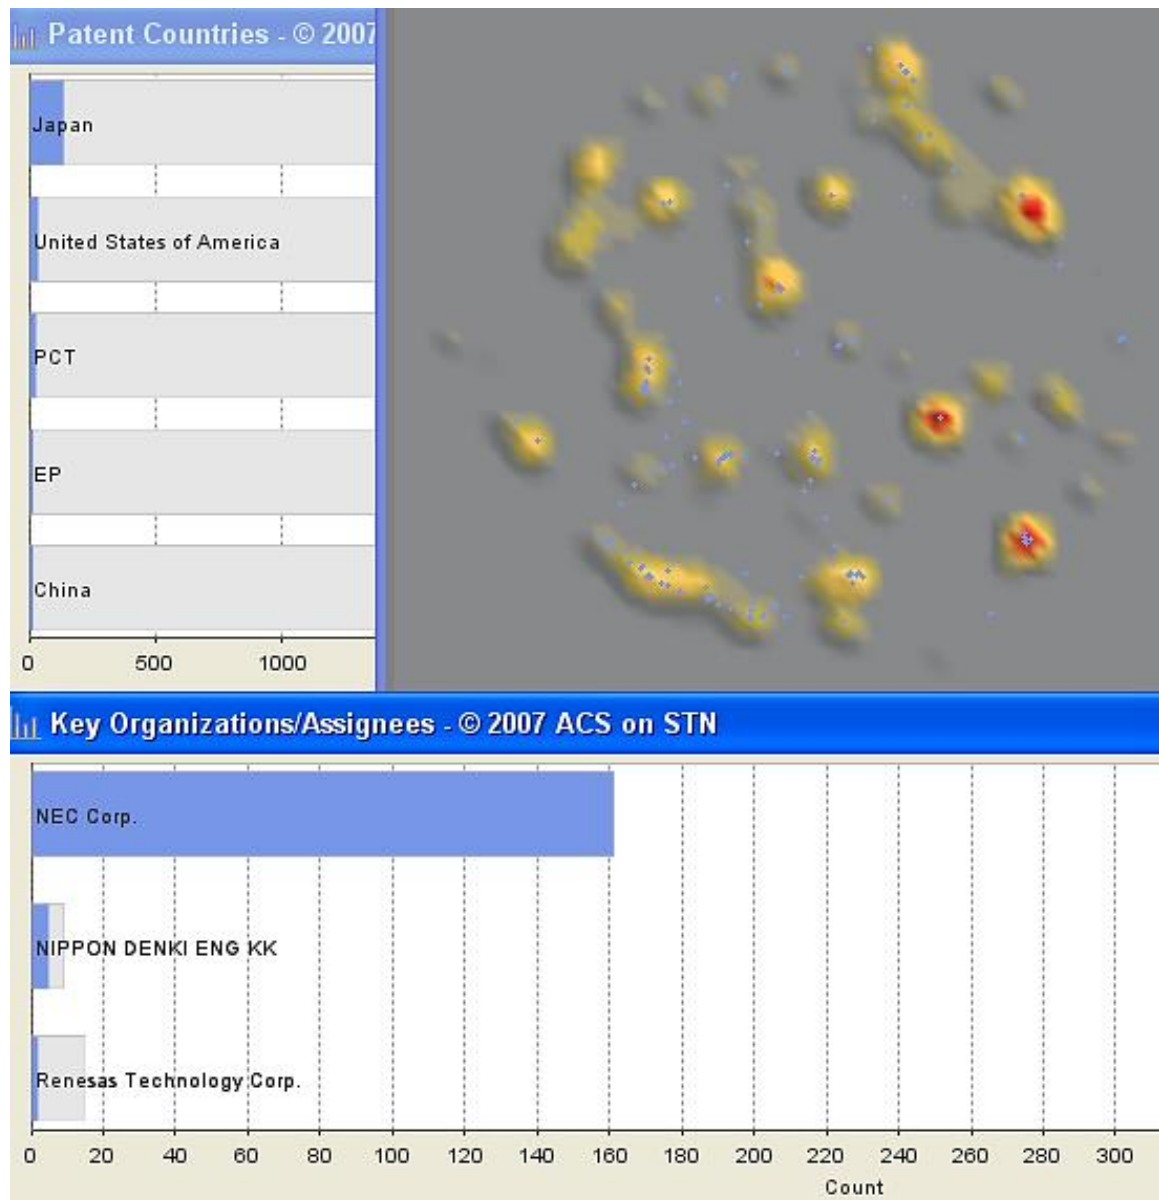 Patent Countries - © 2007
Japan
United States of America
PCT
EP
China
0 500 1000
Key Organizations/Assignees - © 2007 ACS on STN
NEC Corp.
NIPPON DENKI ENG KK
Renesas Technology Corp.
0 20 40 60 80 100 120 140 160 180 200 220 240 260 280 300
Count